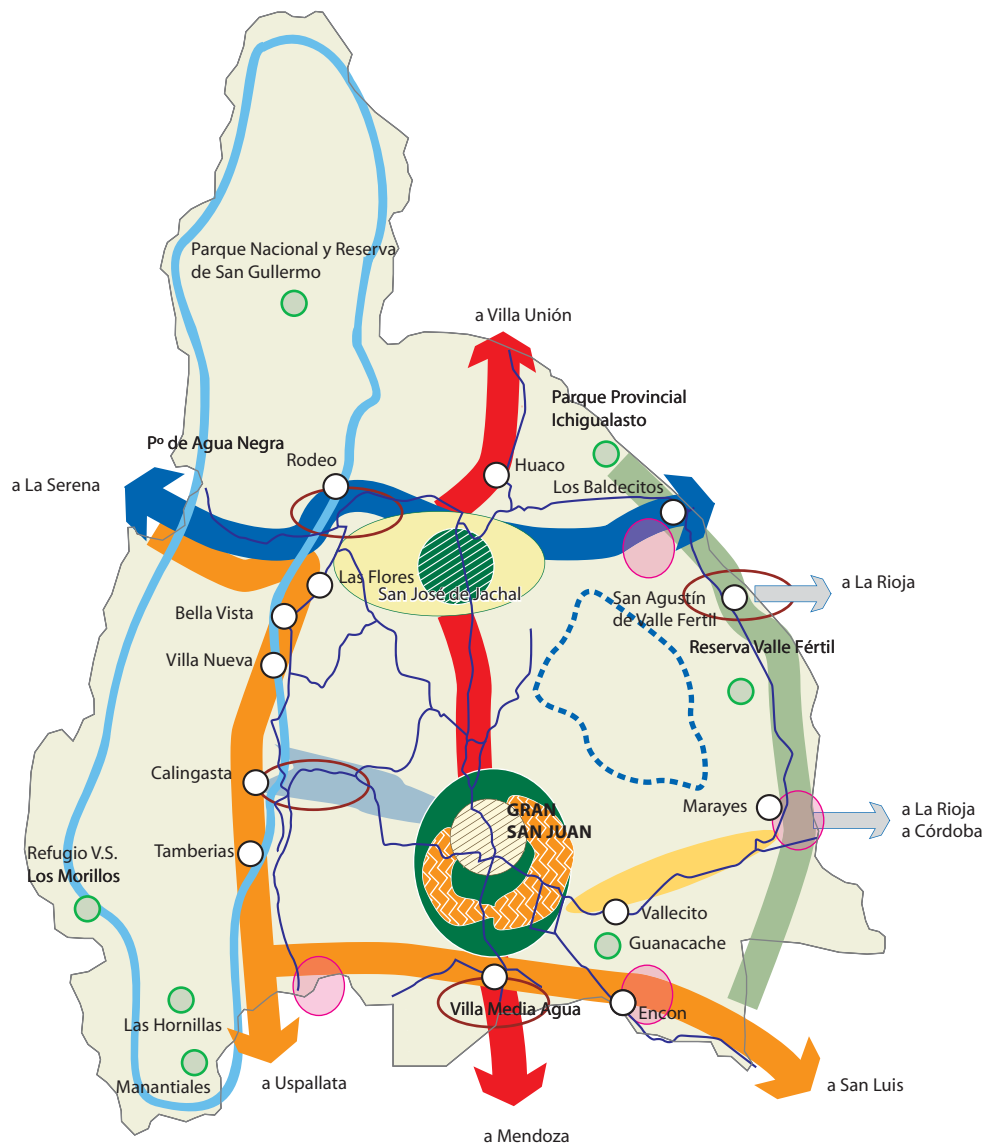 Parque Nacional y Reserva
de San Gullermo
a Villa Unión
Parque Provincial
Ichigualasto
Pº de Agua Negra
Rodeo
Huaco
a La Serena
Los Baldecitos
Las Flores
San José de Jachal
a La Rioja
San Agustín
de Valle Fertil
Bella Vista
Reserva Valle Fértil
Villa Nueva
Calingasta
Marayes
GRAN
SAN JUAN
a La Rioja
a Córdoba
Refugio V.S.
Los Morillos
Tamberias
Vallecito
Guanacache
Villa Media Agua
Encon
Las Hornillas
Manantiales
a Uspallata
a San Luis
a Mendoza